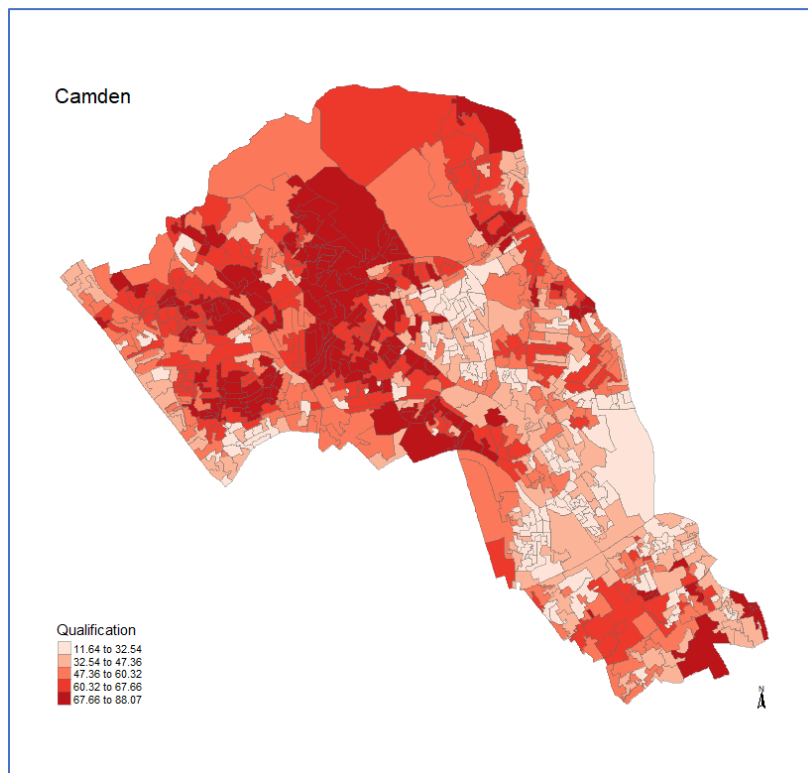 Camden
Qualification
11.64 to 32.54
32.54 to 47.36
47.36 to 60.32
60.32 to 67.66
67.66 to 88.07
N